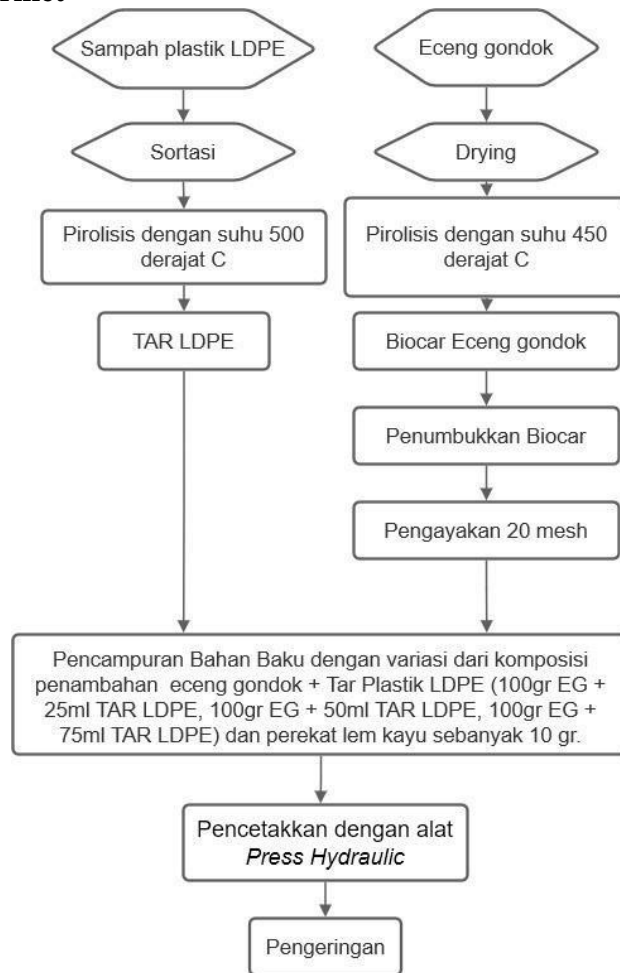 Sampah plastik LDPE
Eceng gondok
Sortasi
Drying
Pirolisis dengan suhu 500
derajat C
Pirolisis dengan suhu 450
derajat C
TAR LDPE
Biocar Eceng gondok
Penumbukkan Biocar
Pengayakan 20 mesh
Pencampuran Bahan Baku dengan variasi dari komposisi
penambahan eceng gondok + Tar Plastik LDPE (100gr EG +
25ml TAR LDPE, 100gr EG + 50ml TAR LDPE, 100gr EG +
75ml TAR LDPE) dan perekat lem kayu sebanyak 10 gr.
Pencetakkan dengan alat
Press Hydraulic
Pengeringan